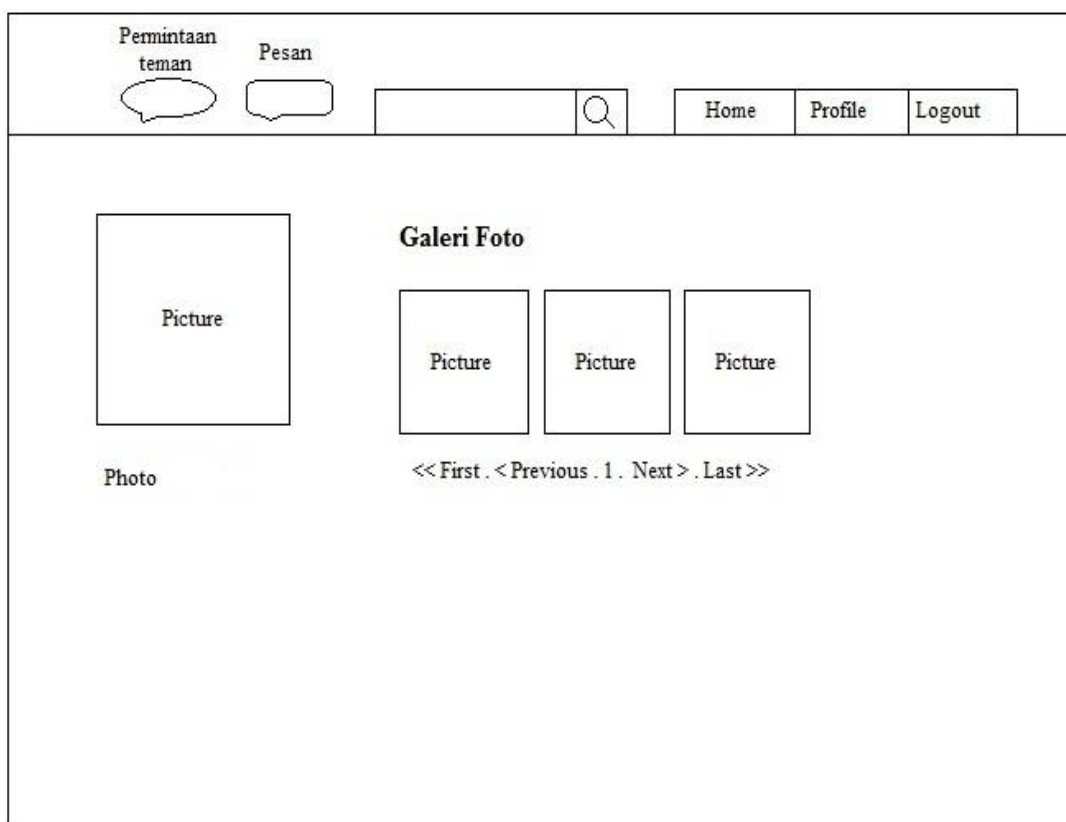 Permintaan
teman
Pesan
Home
Profile
Logout
Galeri Foto
Picture
Picture
Picture
Picture
Photo
<< First . < Previous . 1 . Next > . Last >>